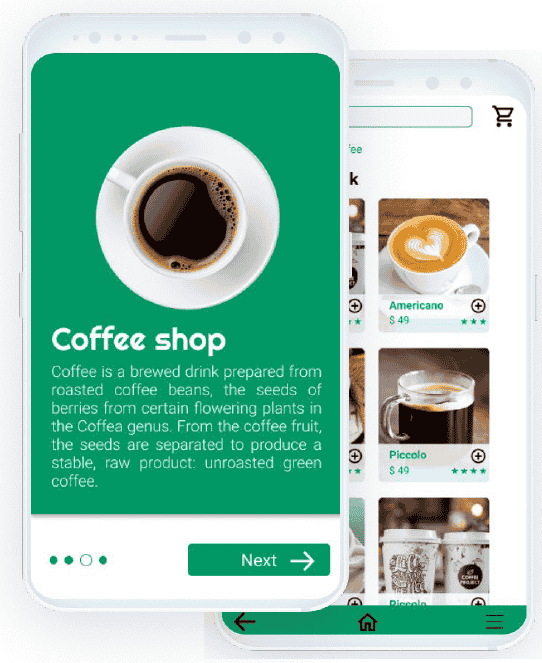 Coffee shop
Coffee is a brewed drink prepared from
roasted coffee beans, the seeds of
berries from certain flowering plants in
the Coffea genus. From the coffee fruit,
the seeds are separated to produce a
stable, raw product: unroasted green
coffee.
Next
fee
k
Americano
$ 49
Piccolo
$ 49
COFFEE
PROJECT
Piccolo